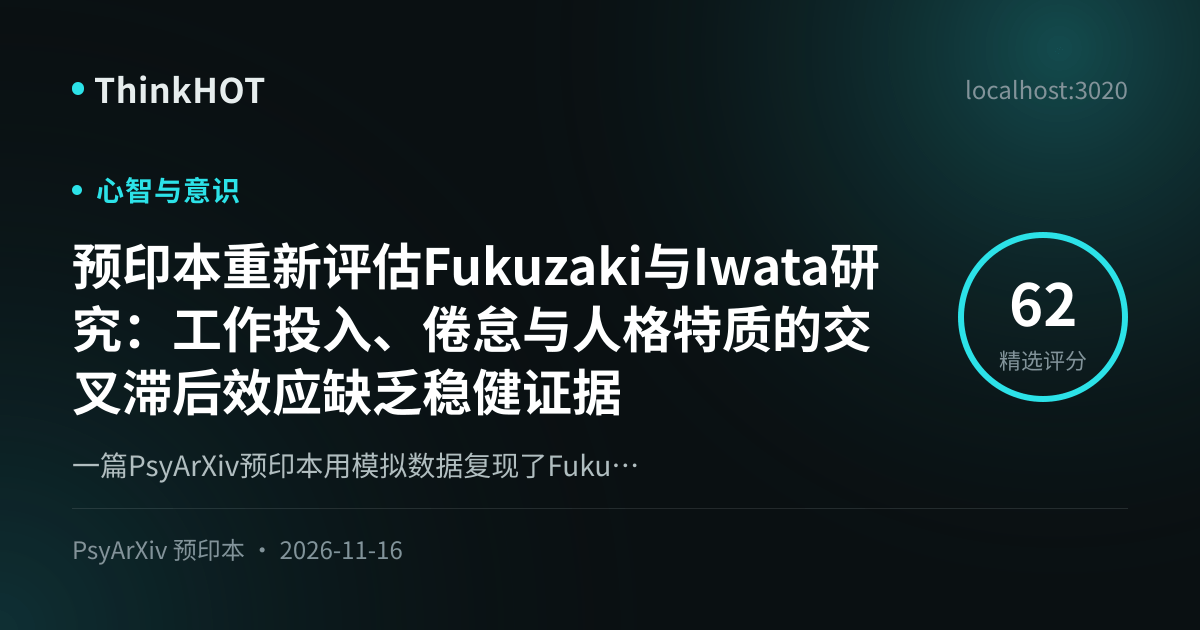 ThinkHOT
localhost:3020
心智与意识
预印本重新评估Fukuzaki与Iwata研
究：工作投入、倦怠与人格特质的交
叉滞后效应缺乏稳健证据
62
精选评分
一篇PsyArXiv预印本用模拟数据复现了Fuku…
PsyArXiv 预印本 · 2026-11-16